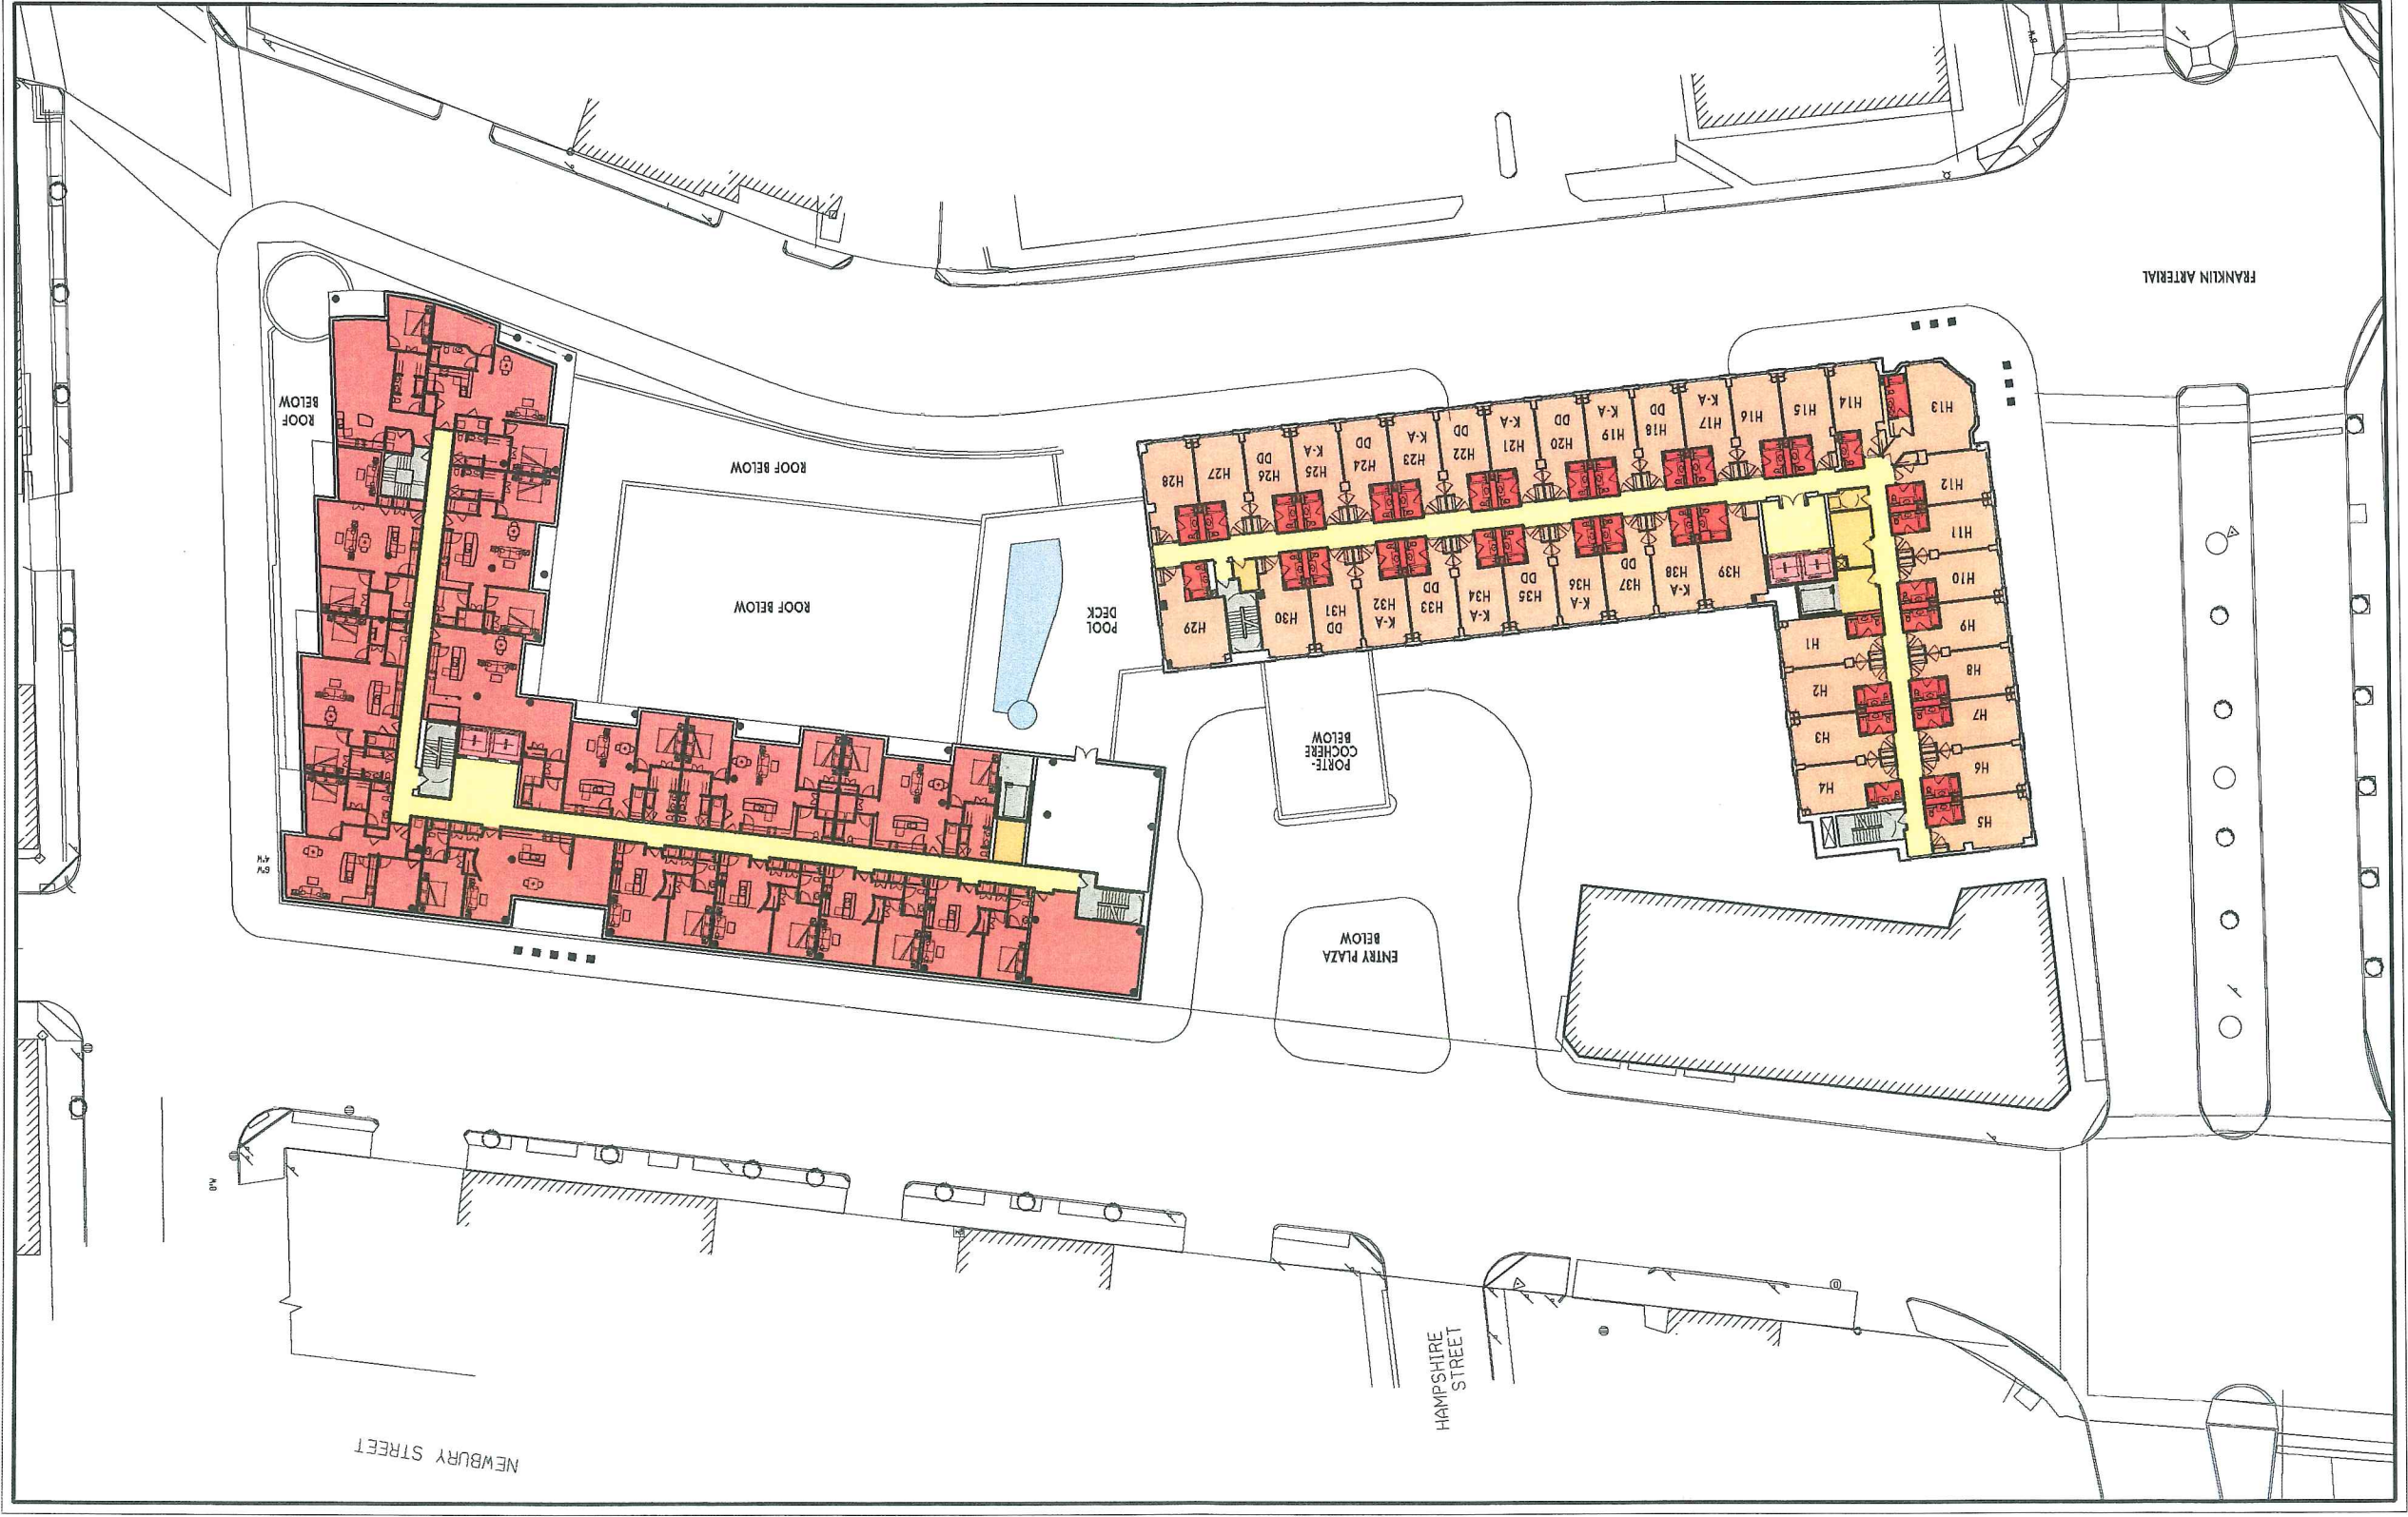 NEWBURY STREET
HAMPSHIRE
STREET
ENTRY PLAZA
BELOW
PORTE-
COCHERE
BELOW
POOL
DECK
ROOF BELOW
ROOF BELOW
ROOF
BELOW
FRANKLIN ARTERIAL
H1
H2
H3
H4
H5
H6
H7
H8
H9
H10
H11
H12
H13
H14
H15
H16
H17
K-A
H18
DD
H19
K-A
H20
DD
H21
K-A
H22
DD
H23
K-A
H24
DD
H25
K-A
H26
DD
H27
H28
H29
H30
H31
DD
H32
K-A
H33
DD
H34
K-A
H35
DD
H36
K-A
H37
DD
H38
K-A
H39